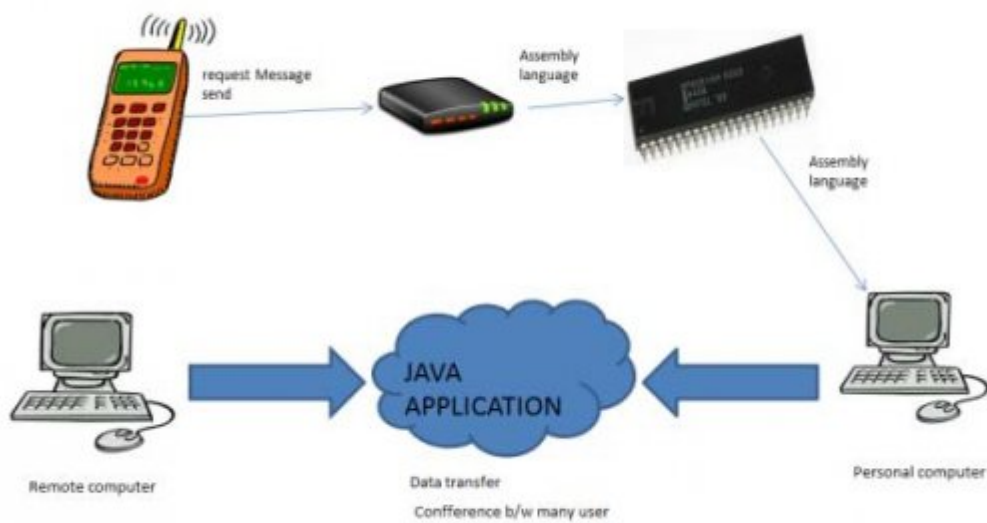 request Message
send
Assembly
language
Assembly
language
JAVA
APPLICATION
Remote computer
Data transfer
Confference b/w many user
Personal computer